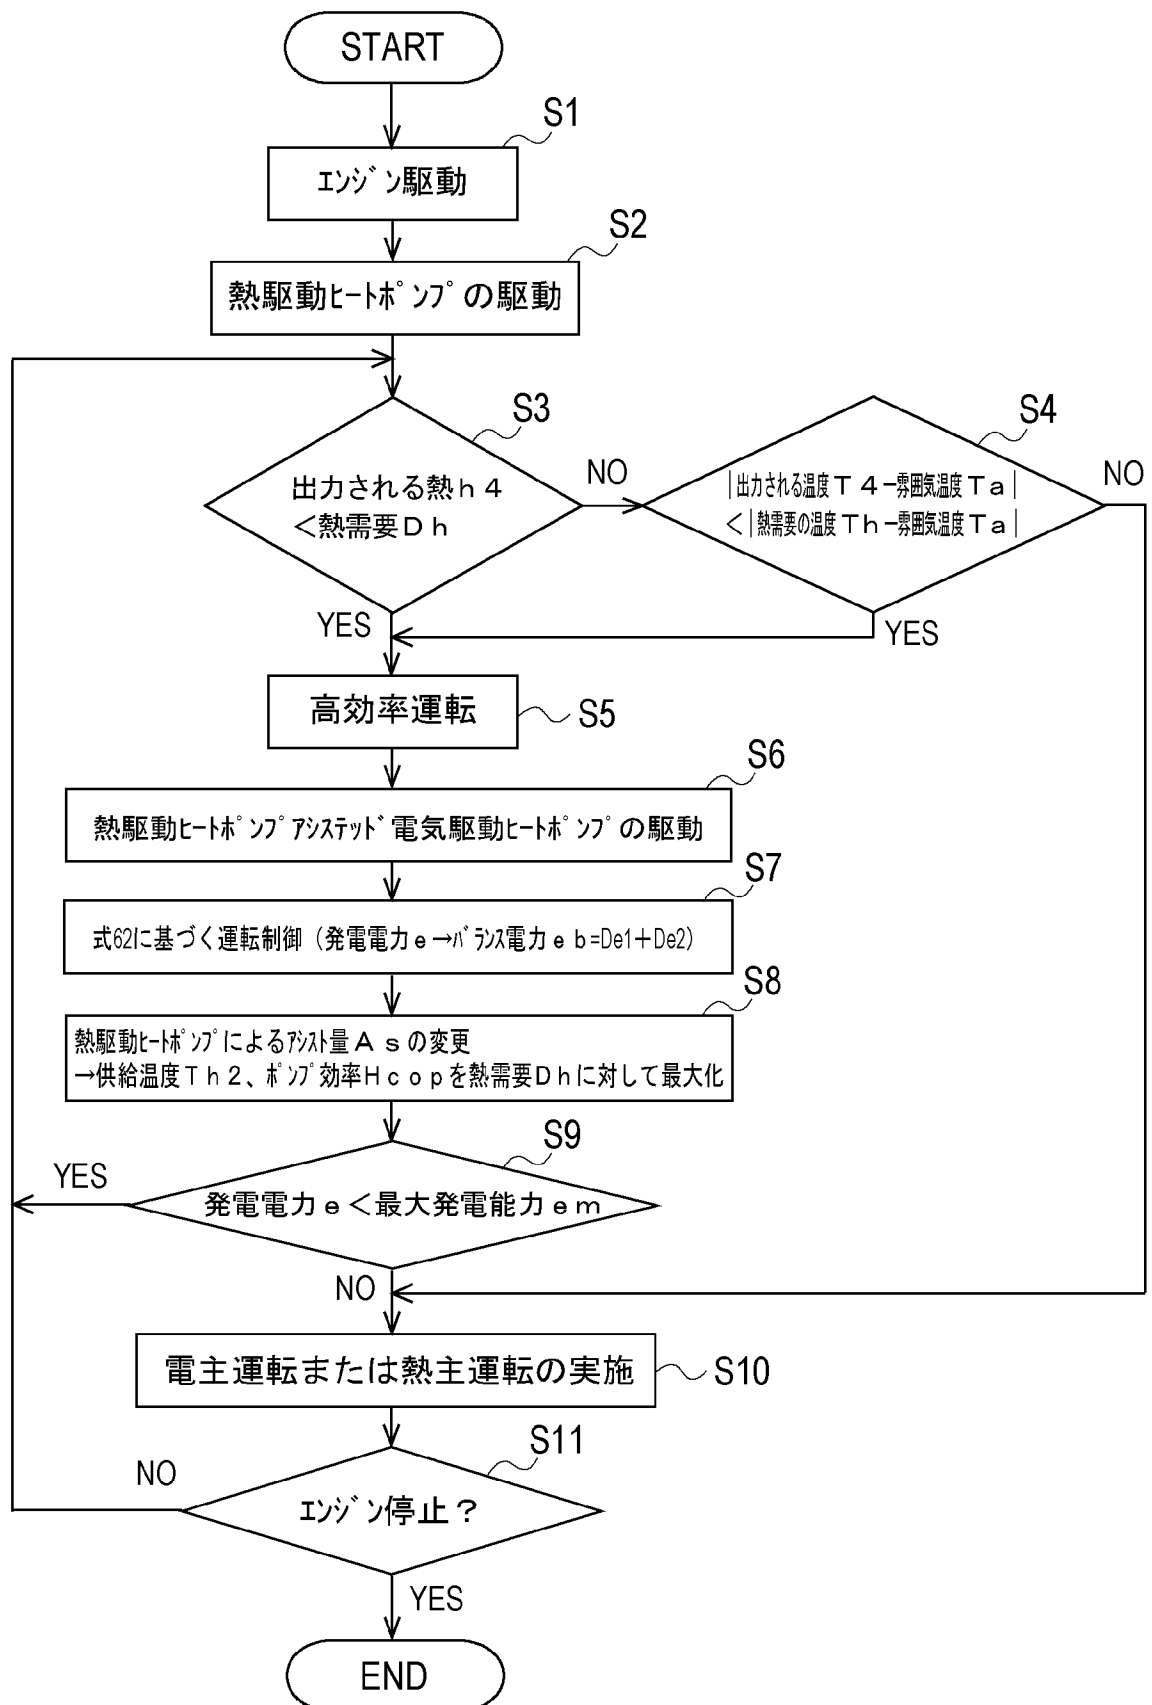 START
S1
ｴﾝｼﾞﾝ駆動
S2
熱駆動ﾋｰﾄﾎﾟﾝﾌﾟの駆動
S3
出力される熱ｈ４
＜熱需要Ｄｈ
NO
YES
S4
|出力される温度Ｔ４−雰囲気温度Ｔａ|
＜|熱需要の温度Ｔｈ−雰囲気温度Ｔａ|
NO
YES
高効率運転
S5
S6
熱駆動ﾋｰﾄﾎﾟﾝﾌﾟｱｼｽﾃｯﾄﾞ電気駆動ﾋｰﾄﾎﾟﾝﾌﾟの駆動
S7
式62に基づく運転制御（発電電力ｅ→ﾊﾞﾗﾝｽ電力ｅｂ=De1＋De2）
S8
熱駆動ﾋｰﾄﾎﾟﾝﾌﾟによるｱｼｽﾄ量Ａｓの変更
→供給温度Ｔｈ２、ﾎﾟﾝﾌﾟ効率Ｈｃｏｐを熱需要Ｄｈに対して最大化
S9
YES
発電電力ｅ＜最大発電能力ｅｍ
NO
電主運転または熱主運転の実施
S10
S11
NO
ｴﾝｼﾞﾝ停止？
YES
END